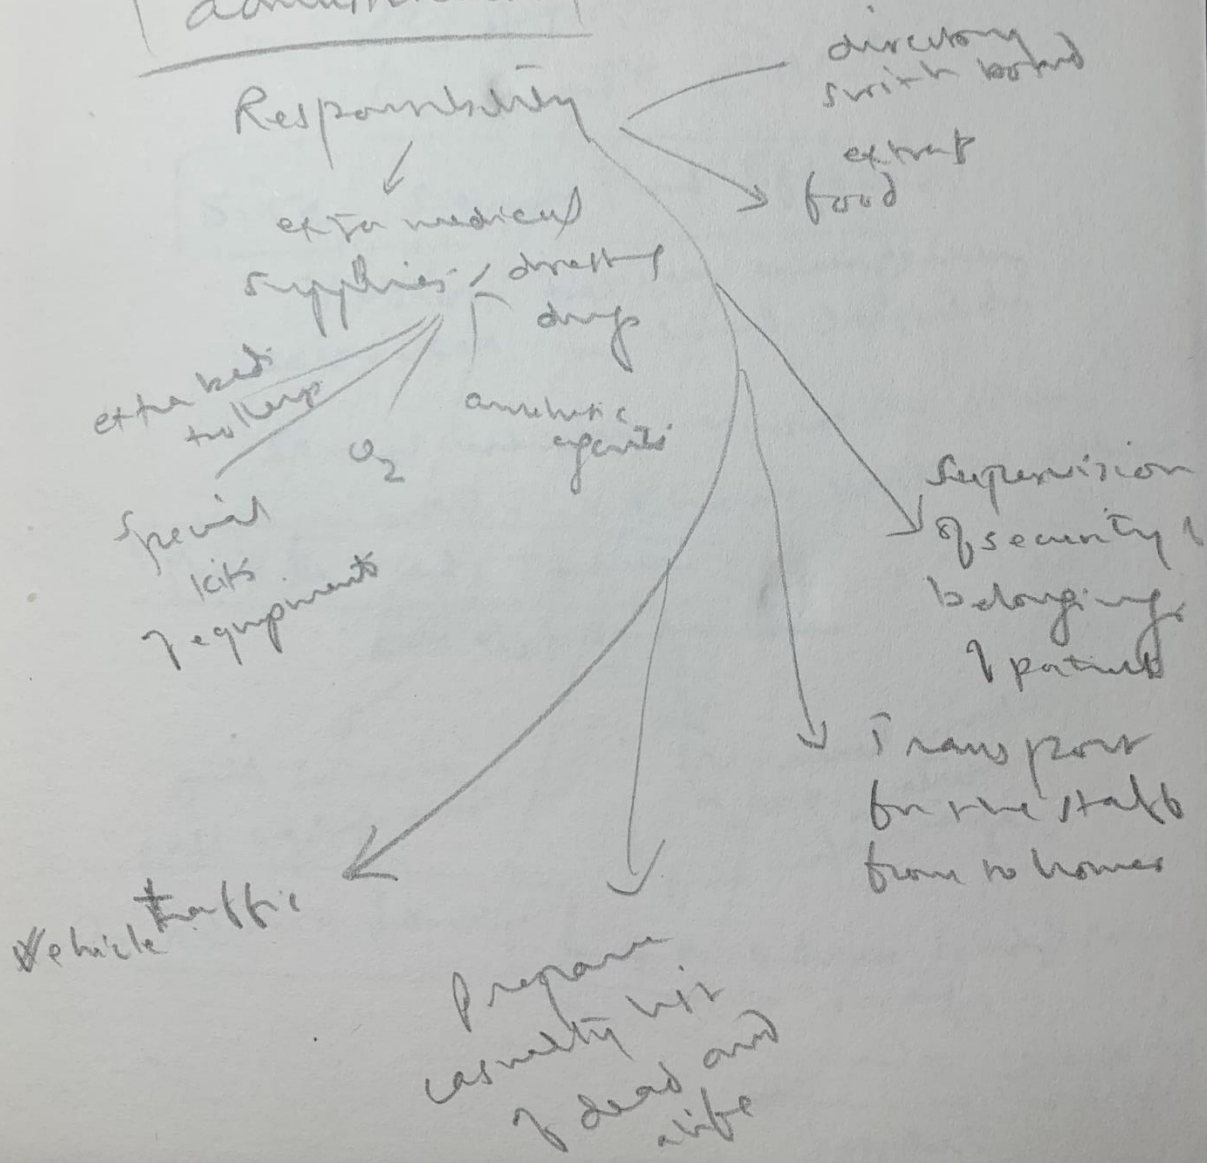 Responsibility
directory
switch board
extra
food
extra medical
supplies / dressing
drugs
extra bed
trolleys
O2
anesthetic
agents
special
kits
of equipments
Supervision
of security &
belongings
of patients
Transport
for the staff
from to homes
Vehicle traffic
Prepare
casualty list
of dead and
alive